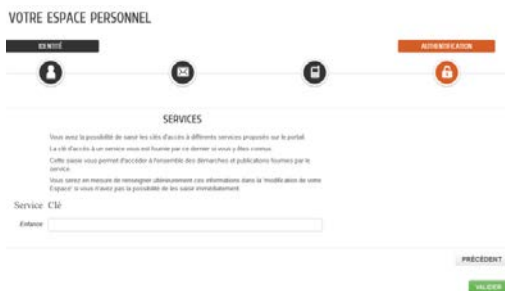 VOTRE ESPACE PERSONNEL
IDENTITÉ
AUTHENTIFICATION
SERVICES
Vous avez la possibilité de saisir les clés d'accès à différents services proposés sur le portail.
La clé d'accès à un service vous est fournie par ce dernier si vous y êtes connus.
Cette saisie vous permet d'accéder à l'ensemble des démarches et publications fournies par le
service.
Vous serez en mesure de renseigner ultérieurement ces informations dans la 'modification de votre
Espace' si vous n'avez pas la possibilité de les saisir immédiatement.
Service Clé
Enfance
PRÉCÉDENT
VALIDER